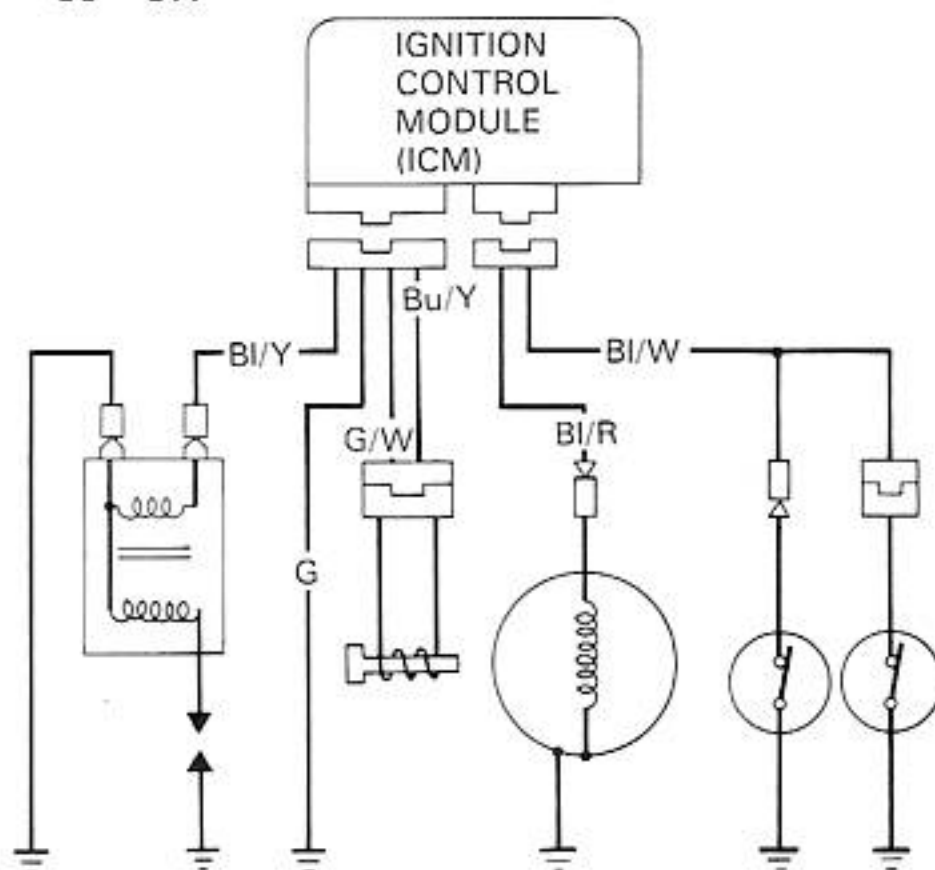 IGNITION
CONTROL
MODULE
(ICM)
Bu/Y
Bl/Y
Bl/W
G/W
Bl/R
G